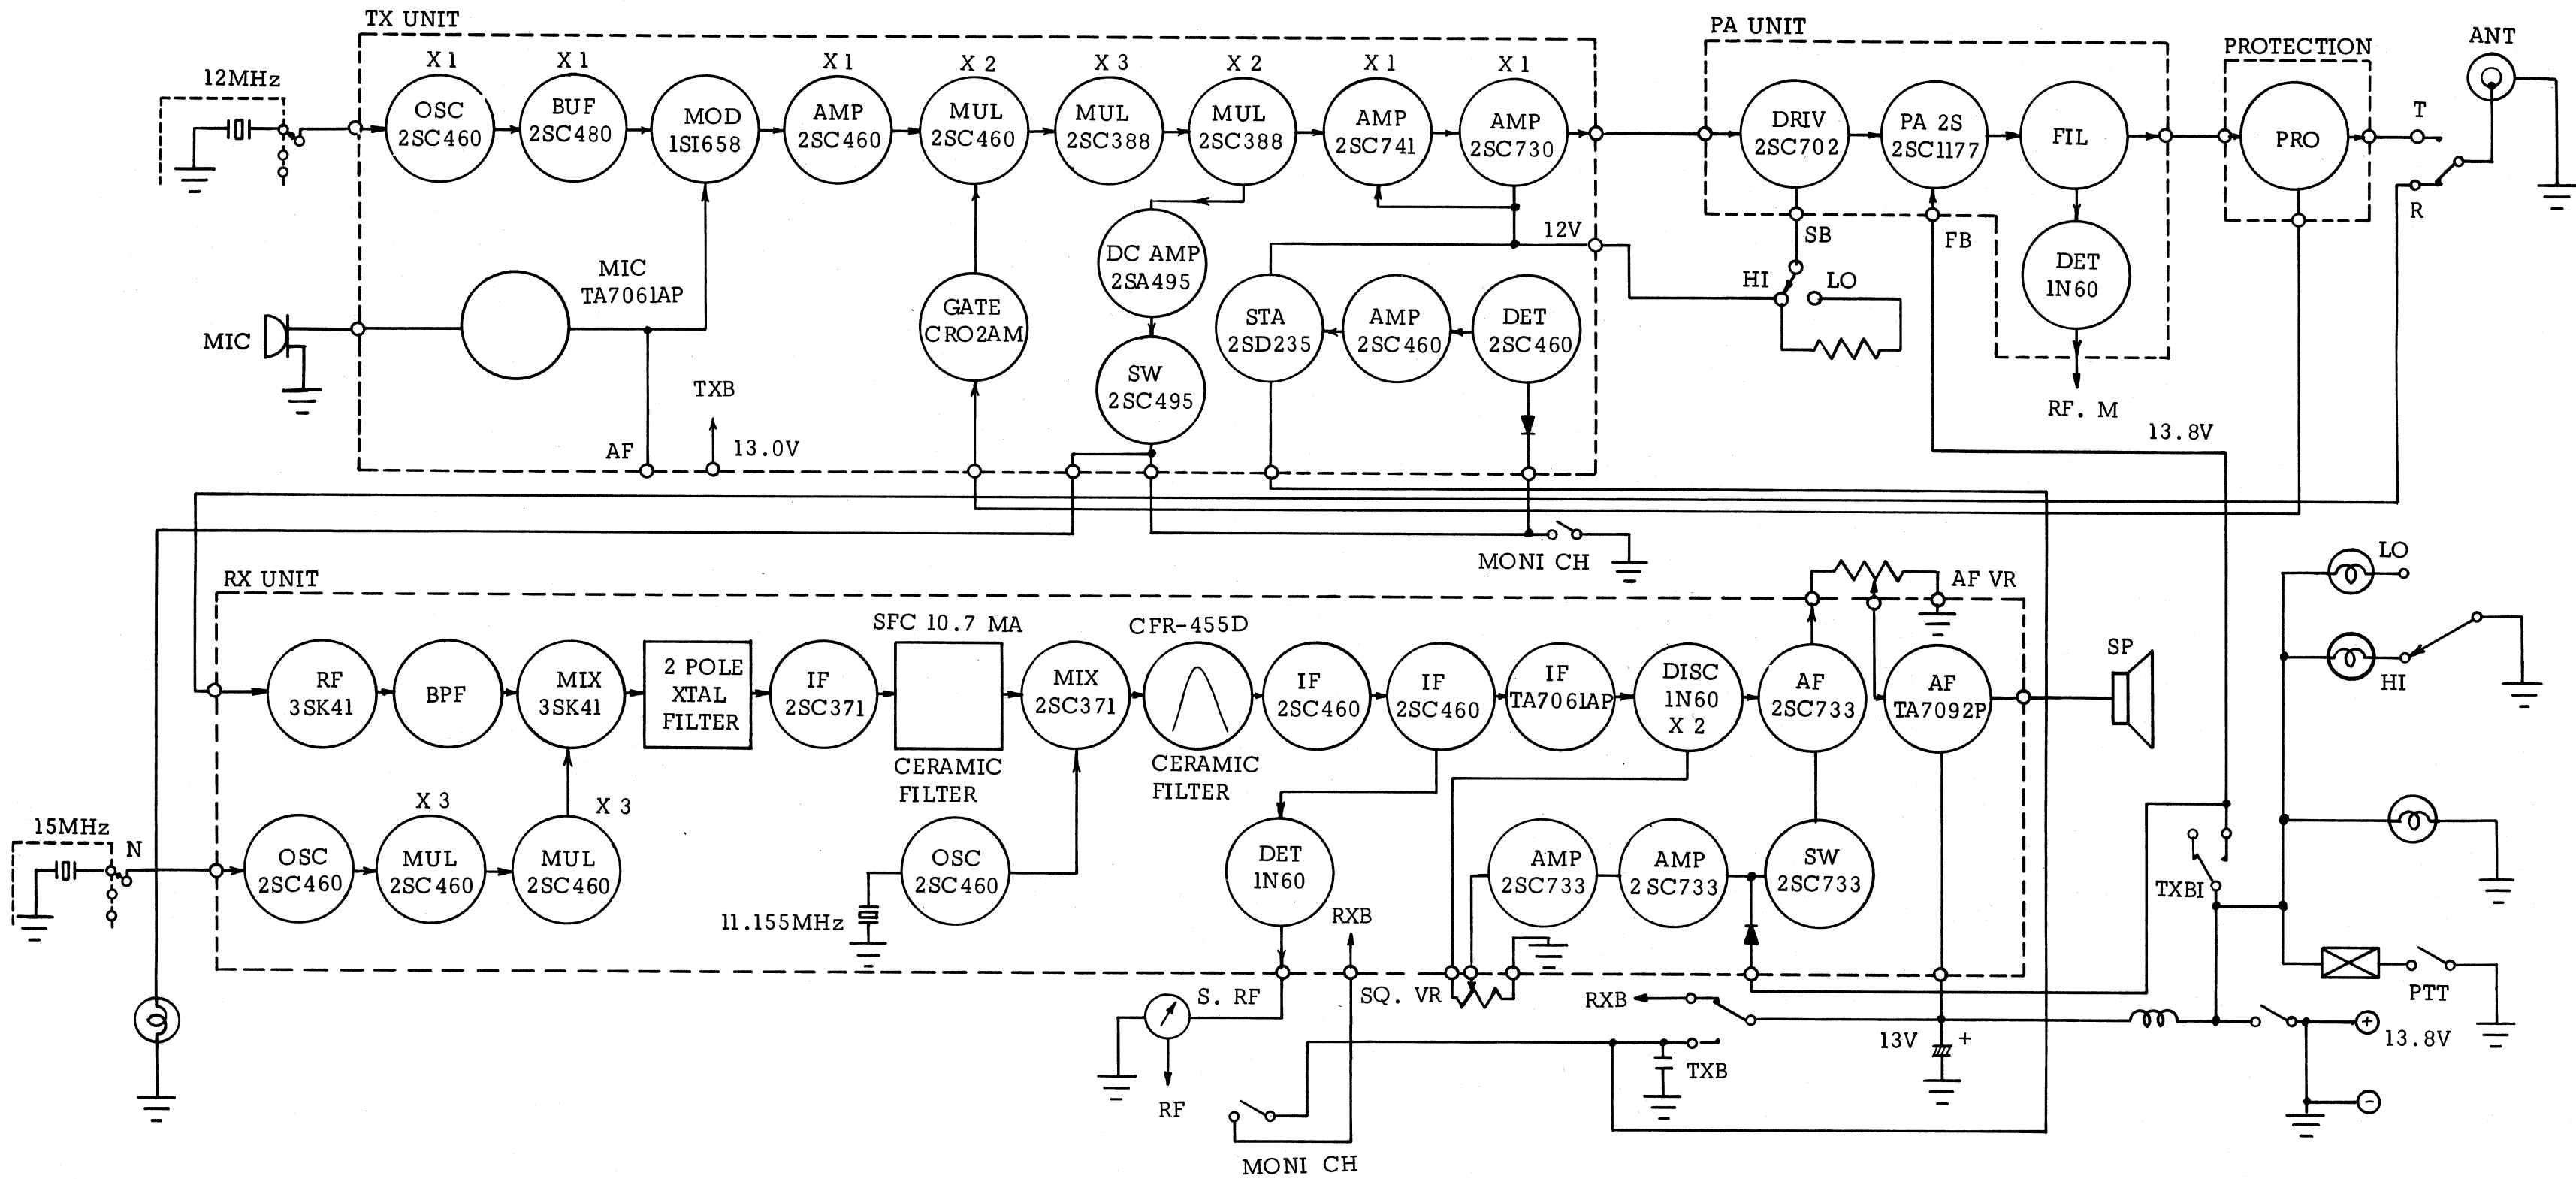 TX UNIT
PA UNIT
PROTECTION
ANT
12MHz
X 1
X 1
X 1
X 2
X 3
X 2
X 1
X 1
OSC
2SC460
BUF
2SC480
MOD
1SI658
AMP
2SC460
MUL
2SC460
MUL
2SC388
MUL
2SC388
AMP
2SC741
AMP
2SC730
DRIV
2SC702
PA 2S
2SC1177
FIL
PRO
T
R
12V
SB
FB
DC AMP
2SA495
MIC
TA7061AP
MIC
GATE
CRO2AM
STA
2SD235
AMP
2SC460
DET
2SC460
HI
LO
DET
1N60
SW
2SC495
TXB
AF
13.0V
RF. M
13.8V
MONI CH
RX UNIT
AF VR
LO
HI
SFC 10.7 MA
CFR-455D
SP
RF
3SK41
BPF
MIX
3SK41
2 POLE
XTAL
FILTER
IF
2SC371
CERAMIC
FILTER
MIX
2SC371
CERAMIC
FILTER
IF
2SC460
IF
2SC460
IF
TA7061AP
DISC
1N60
X 2
AF
2SC733
AF
TA7092P
X 3
X 3
15MHz
N
OSC
2SC460
MUL
2SC460
MUL
2SC460
OSC
2SC460
11.155MHz
DET
1N60
AMP
2SC733
AMP
2SC733
SW
2SC733
TXBI
RXB
S. RF
SQ. VR
RXB
PTT
13V
+
+
13.8V
TXB
RF
-
MONI CH